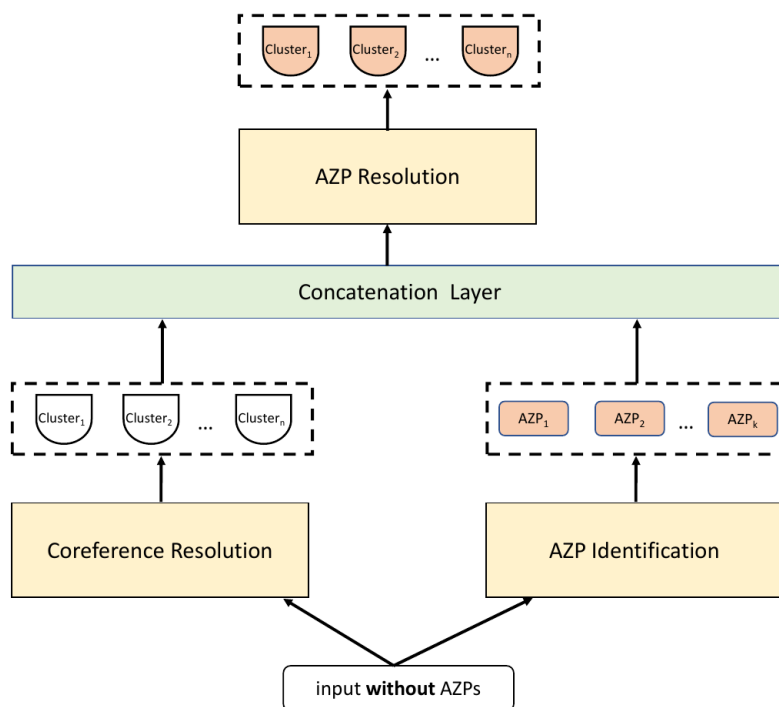 Cluster₁ Cluster₂ ... Clusterₙ
AZP Resolution
Concatenation Layer
Cluster₁ Cluster₂ ... Clusterₙ
AZP₁ AZP₂ ... AZPₖ
Coreference Resolution
AZP Identification
input without AZPs